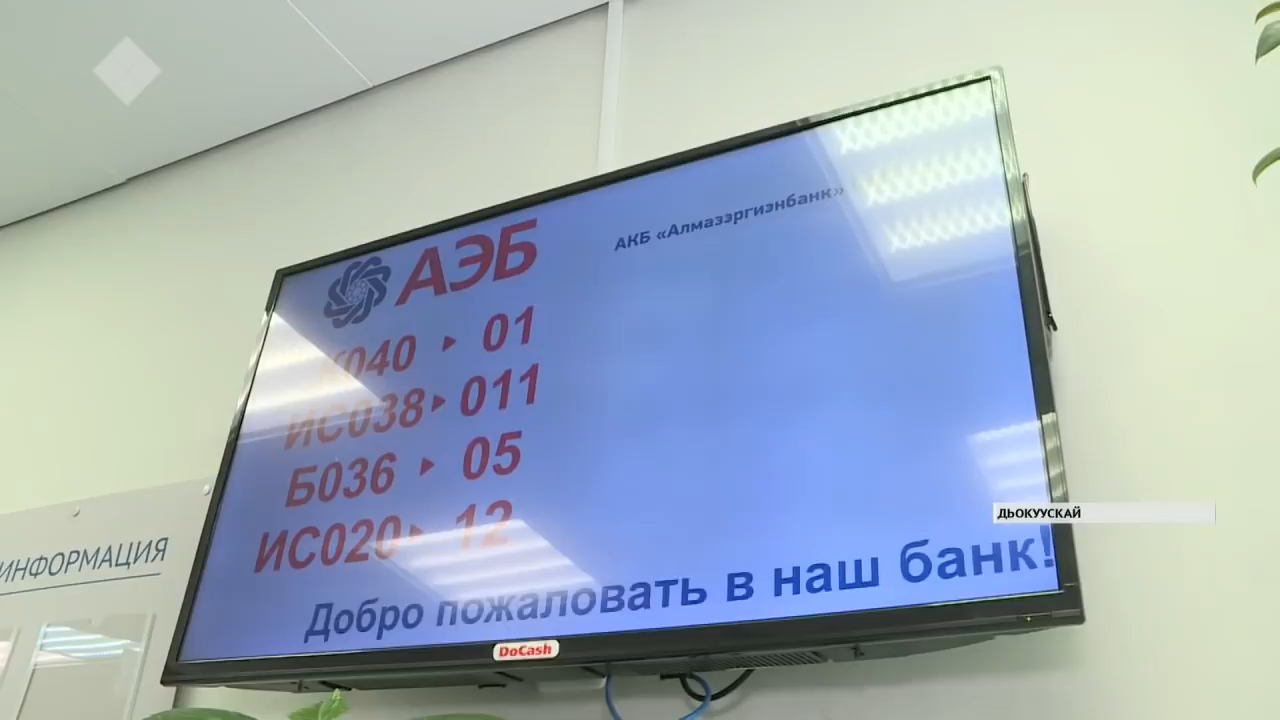 АЭБ
АКБ «Алмазэргиэнбанк»
К040 ▸ 01
ИС038 ▸ 011
Б036 ▸ 05
ИС020 ▸ 12
Добро пожаловать в наш банк!
DoCash
ИНФОРМАЦИЯ
ДЬОКУУСКАЙ